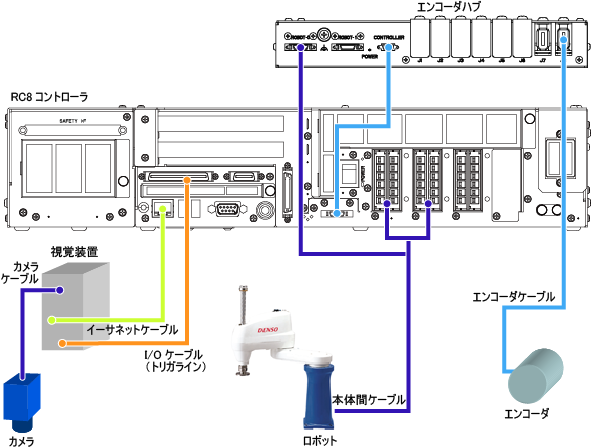 エンコーダハブ
ROBOT-0
ROBOT-1
CONTROLLER
POWER
J1
J2
J3
J4
J5
J6
J7
RC8 コントローラ
SAFETY I/F
POWER
視覚装置
カメラ
ケーブル
イーサネットケーブル
I/O ケーブル
（トリガライン）
エンコーダケーブル
DENSO
本体間ケーブル
カメラ
ロボット
エンコーダ